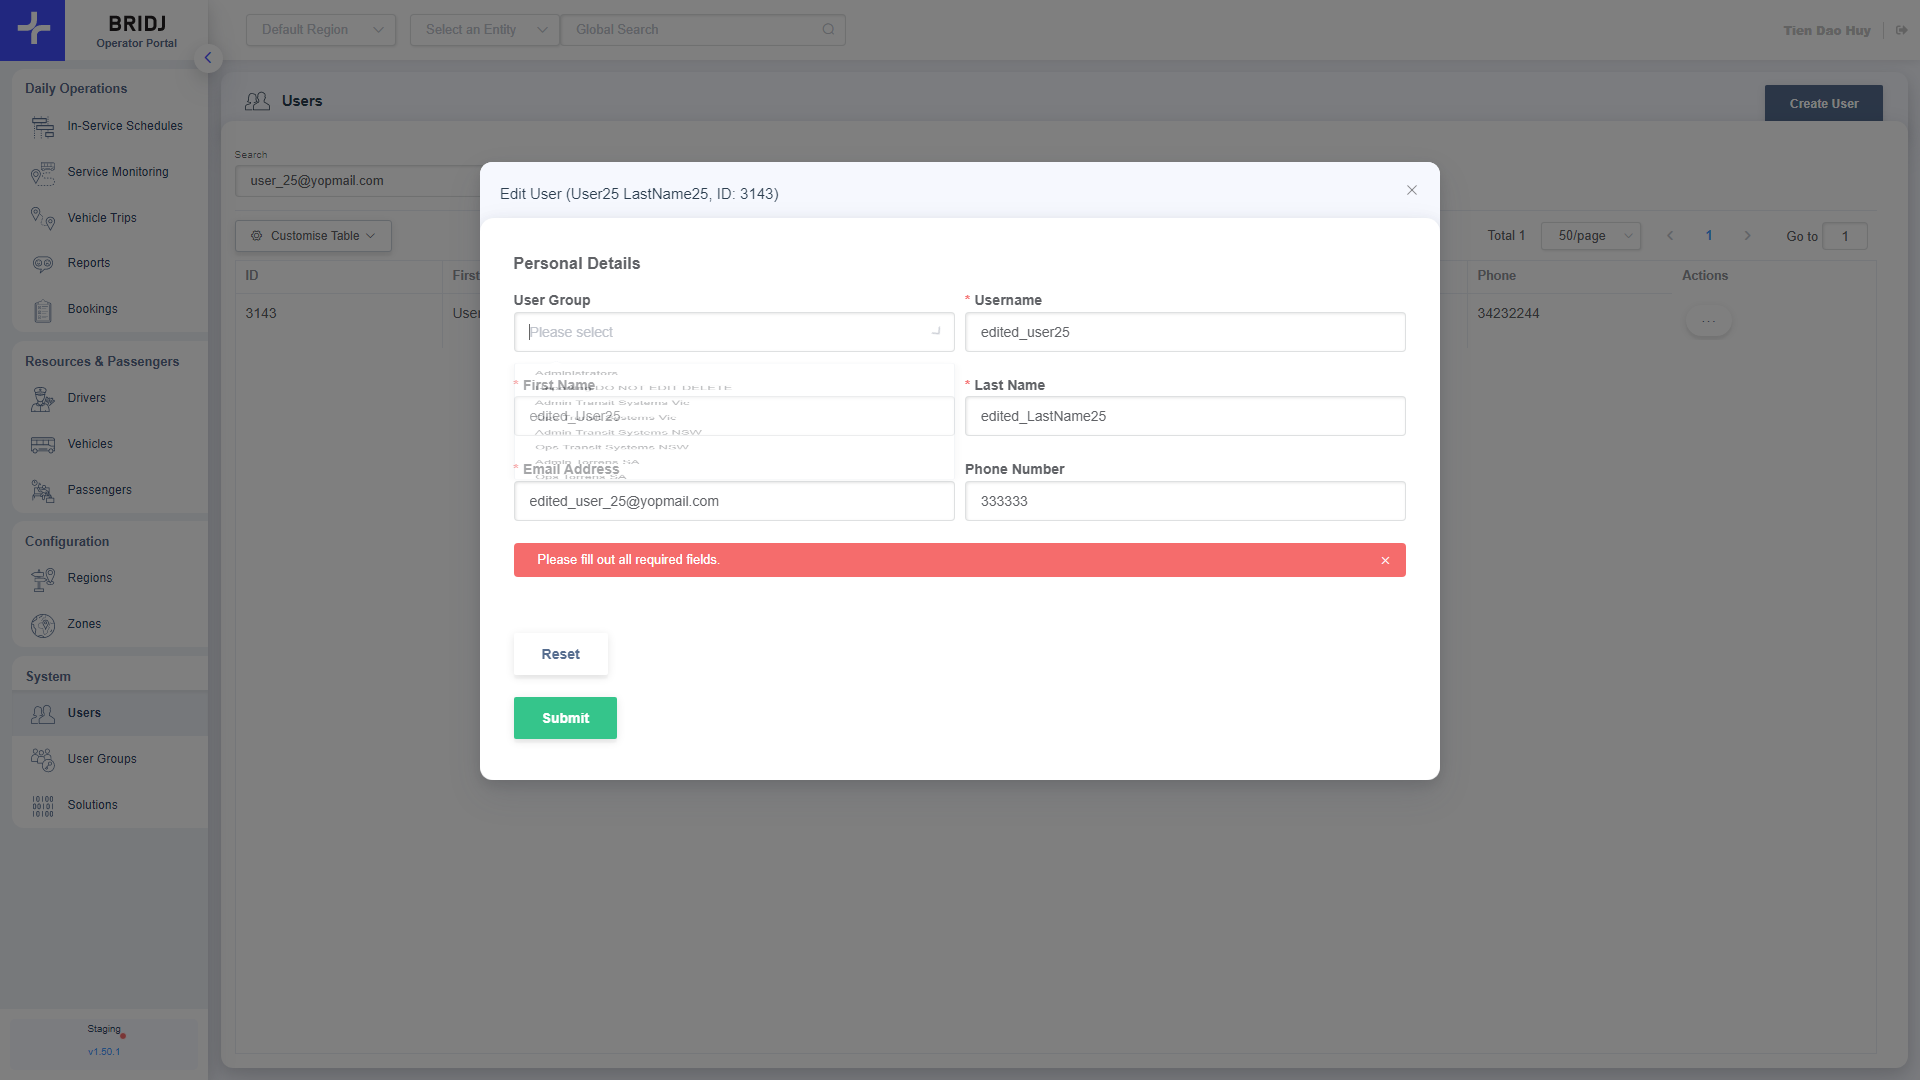 BRIDJ
Operator Portal
Default Region
Select an Entity
Global Search
Tien Dao Huy
Daily Operations
In-Service Schedules
Service Monitoring
Vehicle Trips
Reports
Bookings
Resources & Passengers
Drivers
Vehicles
Passengers
Configuration
Regions
Zones
System
Users
User Groups
Solutions
Staging
v1.50.1
Users
Create User
Search
user_25@yopmail.com
Customise Table
Total 1
50/page
1
Go to
1
ID
First
Phone
Actions
3143
User
34232244
...
Edit User (User25 LastName25, ID: 3143)
Personal Details
User Group
* Username
Please select
edited_user25
Administrators
* First Name
DO NOT EDIT DELETE
* Last Name
Admin Transit Systems Vic
edited_User25
Ops Transit Systems Vic
edited_LastName25
Admin Transit Systems NSW
Ops Transit Systems NSW
Admin Torrens SA
* Email Address
Ops Torrens SA
Phone Number
edited_user_25@yopmail.com
333333
Please fill out all required fields.
Reset
Submit